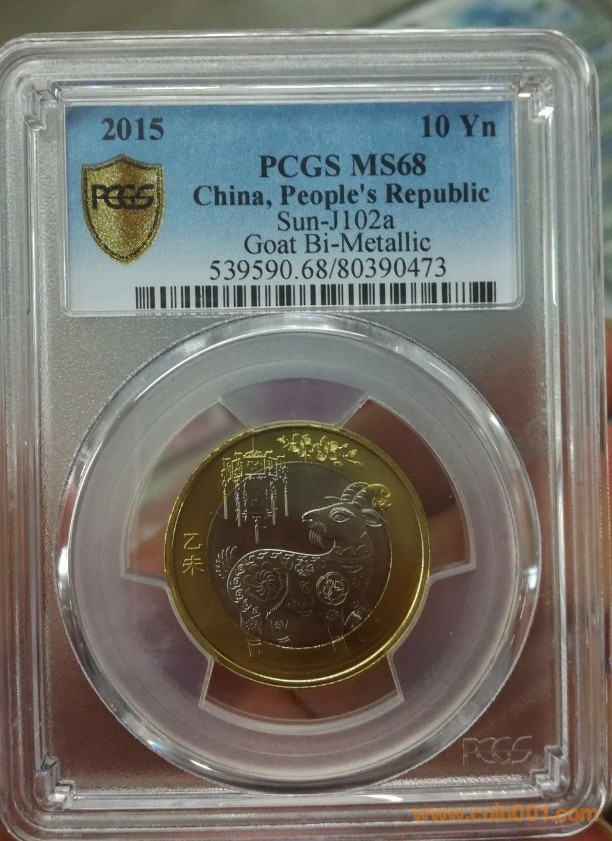 2015 10 Yn
PCGS
PCGS MS68
China, People's Republic
Sun-J102a
Goat Bi-Metallic
539590.68/80390473
乙未
PCGS
www.coin001.com